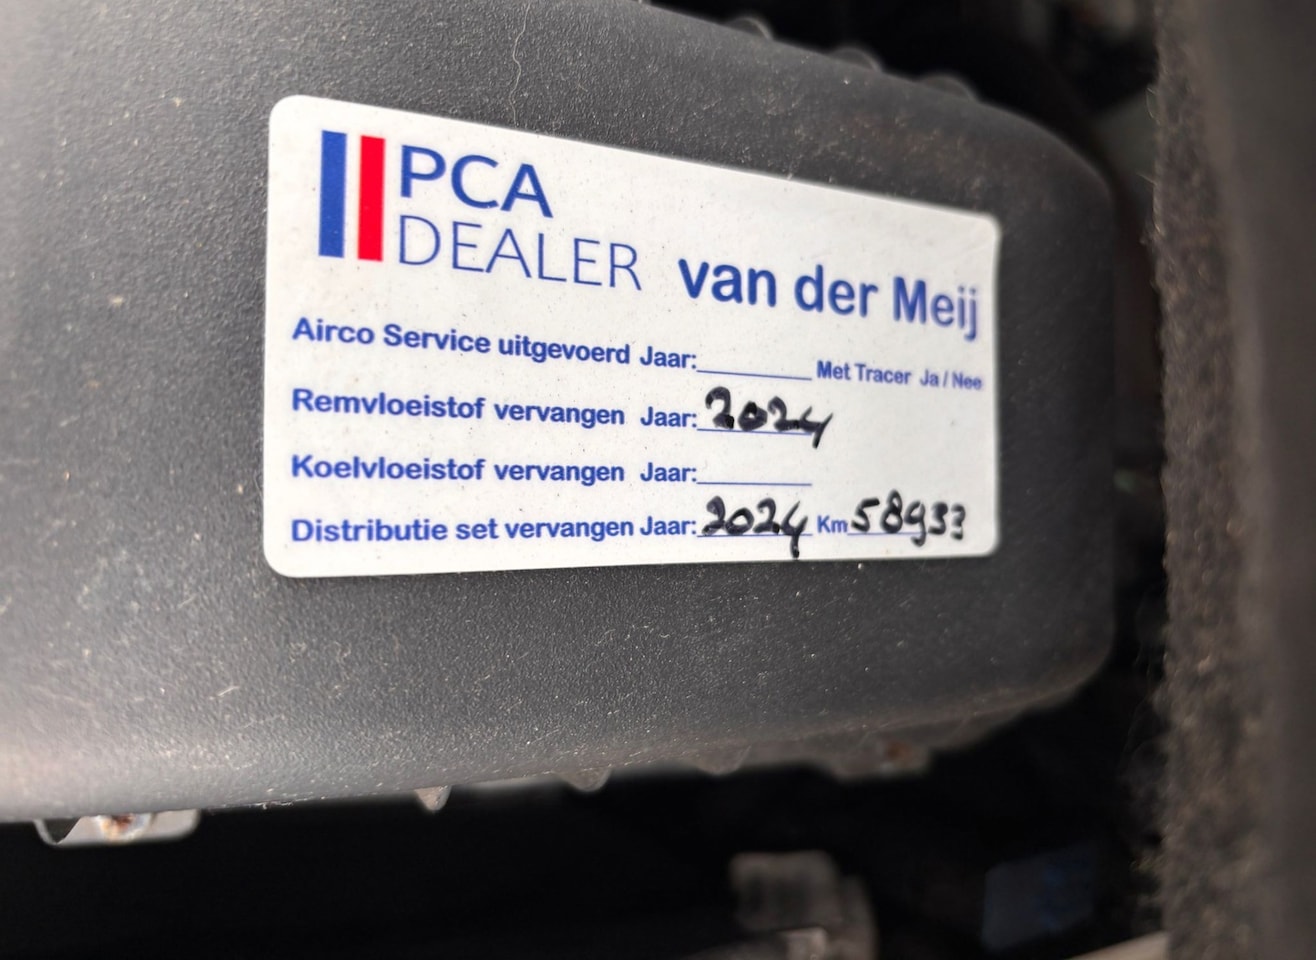 PCA
DEALER van der Meij
Airco Service uitgevoerd Jaar:________ Met Tracer Ja / Nee
Remvloeistof vervangen Jaar: 2024
Koelvloeistof vervangen Jaar:________
Distributie set vervangen Jaar: 2024 Km 58933